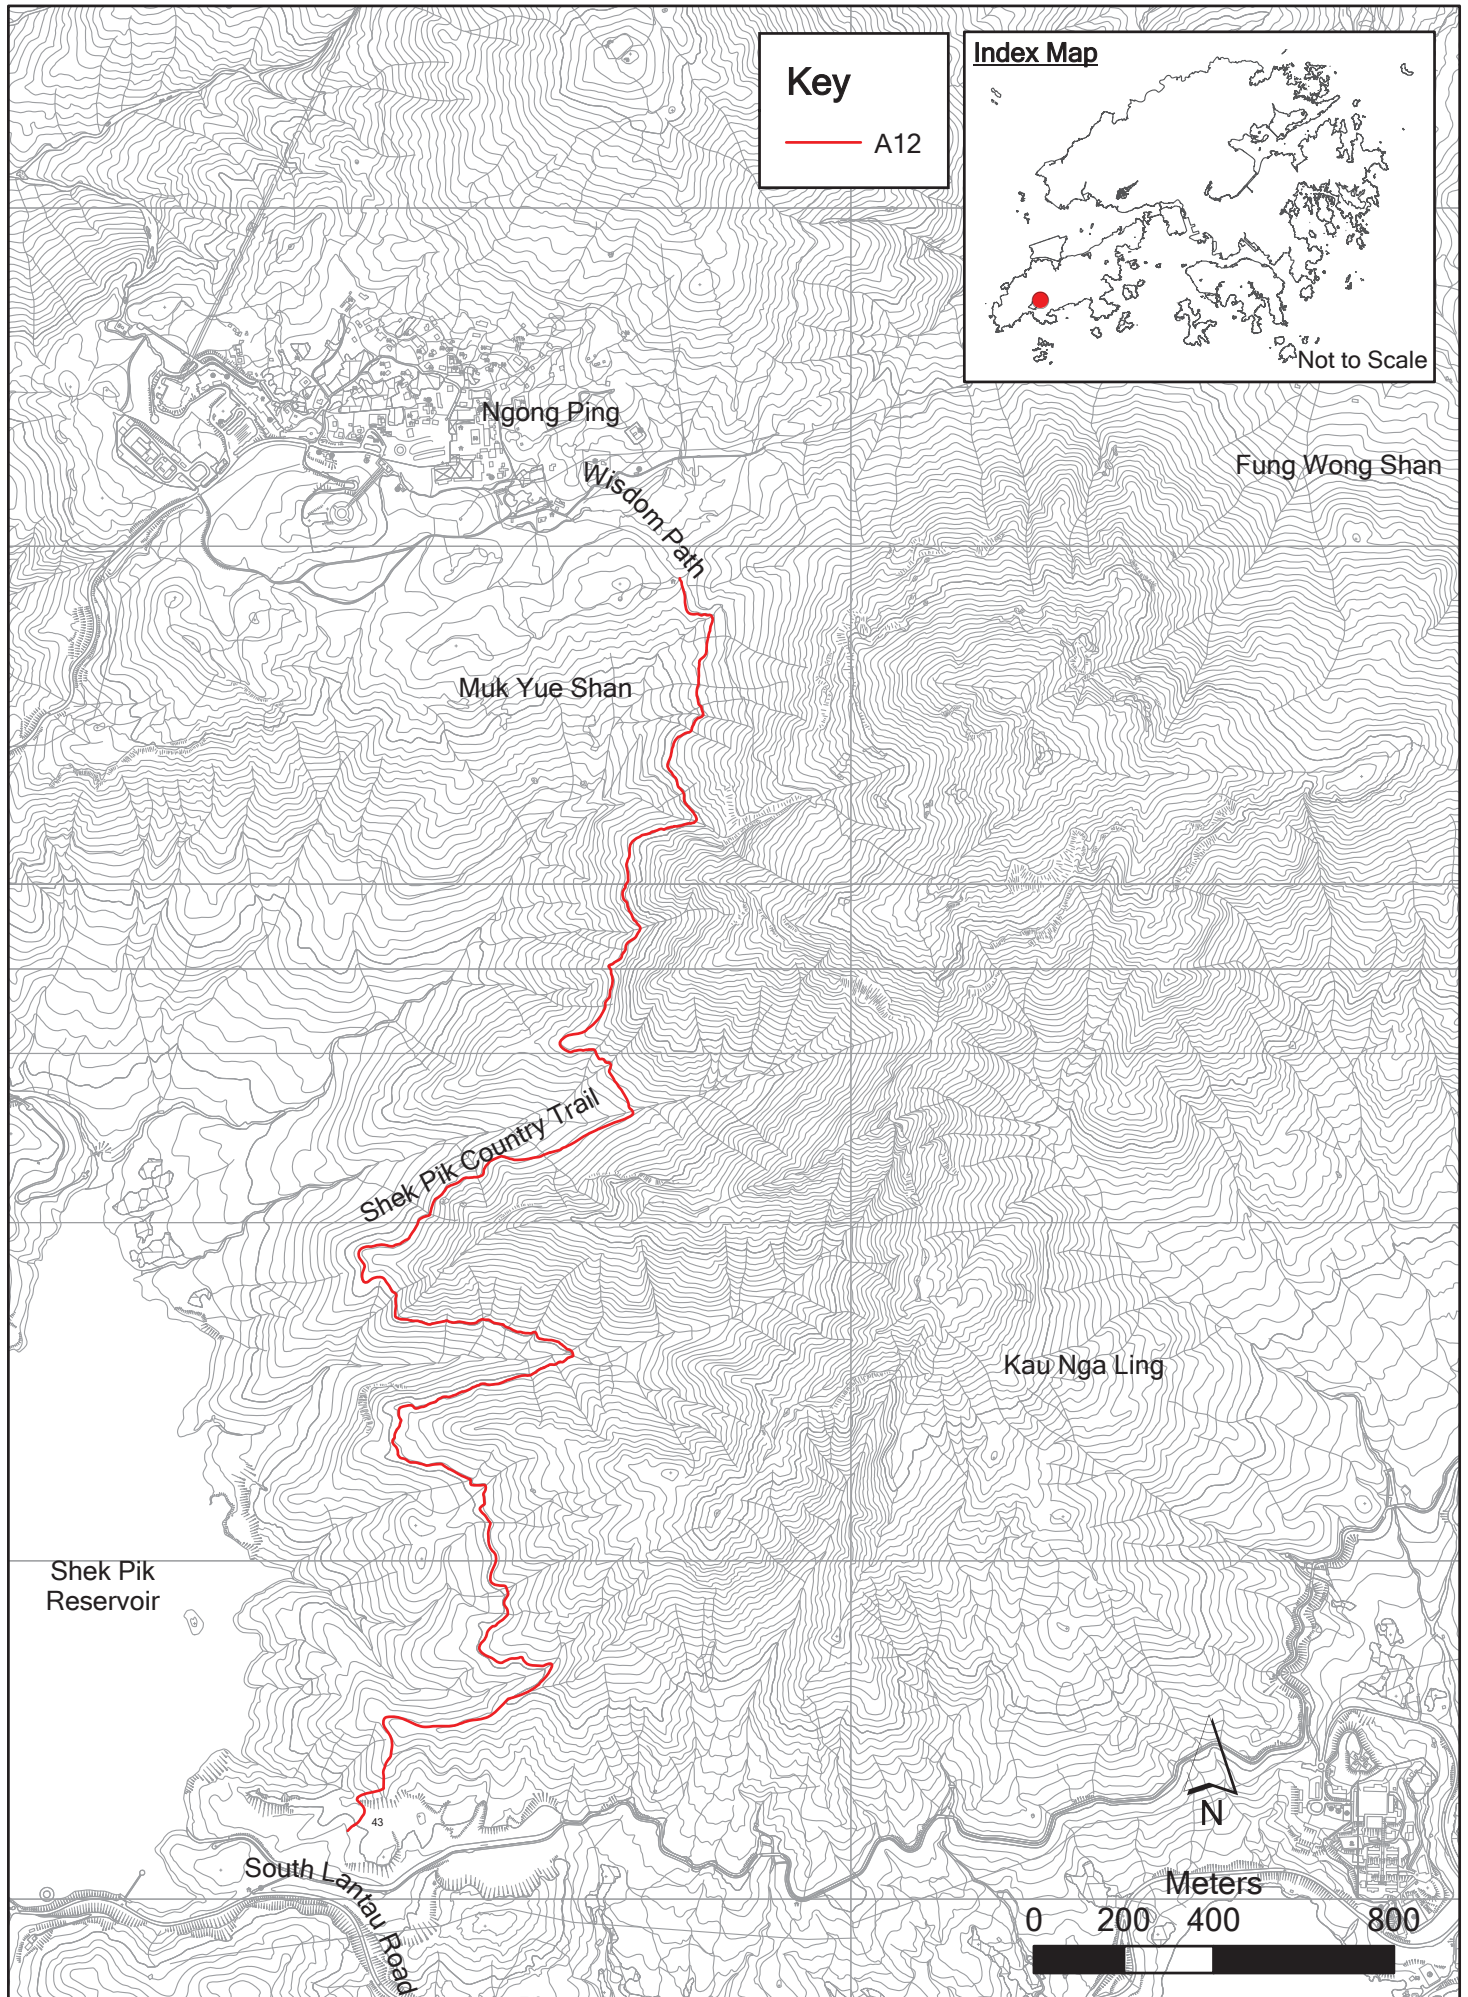 Key
A12
Index Map
Not to Scale
Ngong Ping
Fung Wong Shan
Wisdom Path
Muk Yue Shan
Shek Pik Country Trail
Kau Nga Ling
Shek Pik
Reservoir
43
South Lantau Road
N
Meters
0 200 400 800